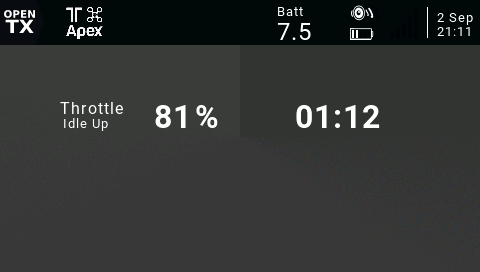 OPEN
TX
Apex
Batt
7.5
2 Sep
21:11
Throttle
Idle Up
81%
01:12